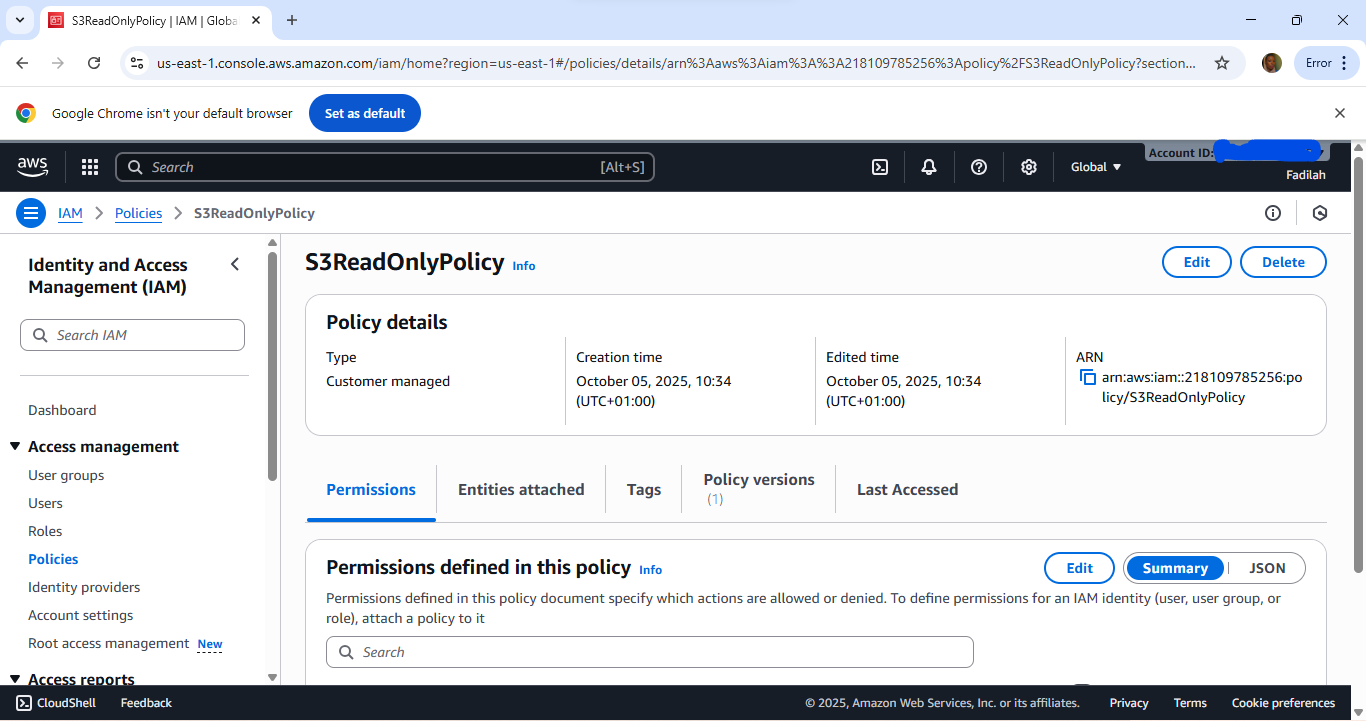 S3ReadOnlyPolicy | IAM | Globa
us-east-1.console.aws.amazon.com/iam/home?region=us-east-1#/policies/details/arn%3Aaws%3Aiam%3A%3A218109785256%3Apolicy%2FS3ReadOnlyPolicy?section...
Error
Google Chrome isn't your default browser
Set as default
aws
Search
[Alt+S]
Global
Account ID:
Fadilah
IAM
Policies
S3ReadOnlyPolicy
Identity and Access
Management (IAM)
Search IAM
Dashboard
Access management
User groups
Users
Roles
Policies
Identity providers
Account settings
Root access management New
Access reports
S3ReadOnlyPolicy Info
Edit
Delete
Policy details
Type
Customer managed
Creation time
October 05, 2025, 10:34
(UTC+01:00)
Edited time
October 05, 2025, 10:34
(UTC+01:00)
ARN
arn:aws:iam::218109785256:po
licy/S3ReadOnlyPolicy
Permissions
Entities attached
Tags
Policy versions
(1)
Last Accessed
Permissions defined in this policy Info
Edit
Summary
JSON
Permissions defined in this policy document specify which actions are allowed or denied. To define permissions for an IAM identity (user, user group, or
role), attach a policy to it
Search
CloudShell
Feedback
© 2025, Amazon Web Services, Inc. or its affiliates.
Privacy
Terms
Cookie preferences